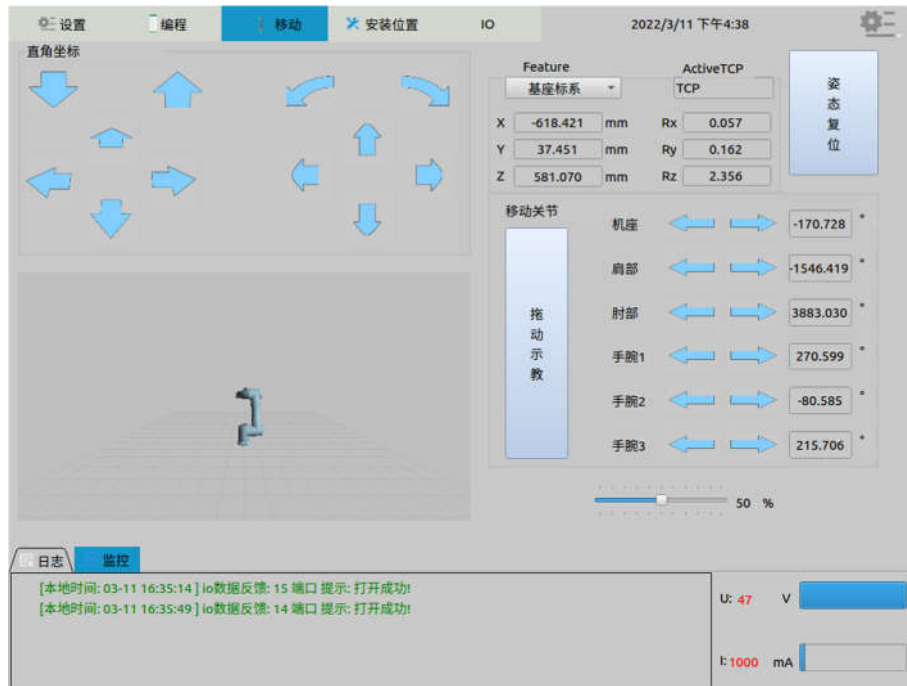 设置 编程 移动 安装位置 IO 2022/3/11 下午4:38
直角坐标
Feature ActiveTCP
基座标系 TCP
姿态复位
X -618.421 mm Rx 0.057
Y 37.451 mm Ry 0.162
Z 581.070 mm Rz 2.356
移动关节
拖动示教
机座 -170.728 °
肩部 -1546.419 °
肘部 3883.030 °
手腕1 270.599 °
手腕2 -80.585 °
手腕3 215.706 °
50 %
日志 监控
[本地时间: 03-11 16:35:14 ] io数据反馈: 15 端口 提示: 打开成功!
[本地时间: 03-11 16:35:49 ] io数据反馈: 14 端口 提示: 打开成功!
U: 47 V
I: 1000 mA